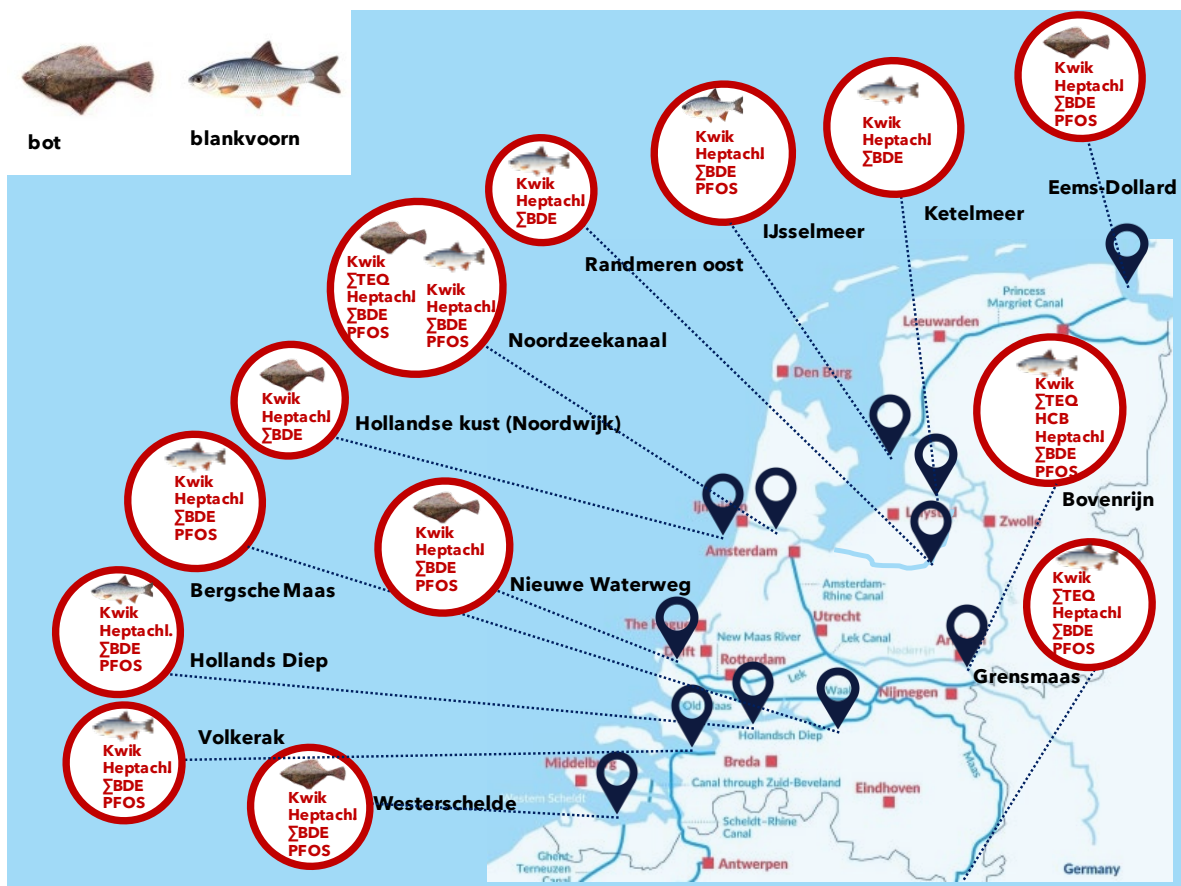 bot
blankvoorn
Kwik
Heptachl.
∑BDE
PFOS
Eems-Dollard
Kwik
Heptachl.
∑BDE
Ketelmeer
Kwik
Heptachl.
∑BDE
PFOS
IJsselmeer
Kwik
Heptachl.
∑BDE
Randmeren oost
Kwik
∑TEQ
Heptachl.
∑BDE
PFOS
Kwik
Heptachl.
∑BDE
PFOS
Noordzeekanaal
Kwik
Heptachl.
∑BDE
Hollandse kust (Noordwijk)
Kwik
Heptachl.
∑BDE
PFOS
Bergsche Maas
Kwik
Heptachl.
∑BDE
PFOS
Nieuwe Waterweg
Kwik
Heptachl.
∑BDE
PFOS
Hollands Diep
Kwik
Heptachl.
∑BDE
PFOS
Volkerak
Kwik
Heptachl.
∑BDE
PFOS
Westerschelde
Kwik
∑TEQ
HCB
Heptachl.
∑BDE
PFOS
Bovenrijn
Kwik
∑TEQ
Heptachl.
∑BDE
PFOS
Grensmaas
Princess
Margriet Canal
Leeuwarden
Den Burg
Zwolle
Amsterdam
Amsterdam-
Rhine Canal
Utrecht
Lek Canal
Nederrijn
The Hague
New Maas River
Rotterdam
Lek
Waal
Nijmegen
Hollandsch Diep
Maas
Breda
Middelburg
Eindhoven
Canal through Zuid-Beveland
Western Scheldt
Scheldt-Rhine
Canal
Ghent-
Terneuzen
Canal
Antwerpen
Germany